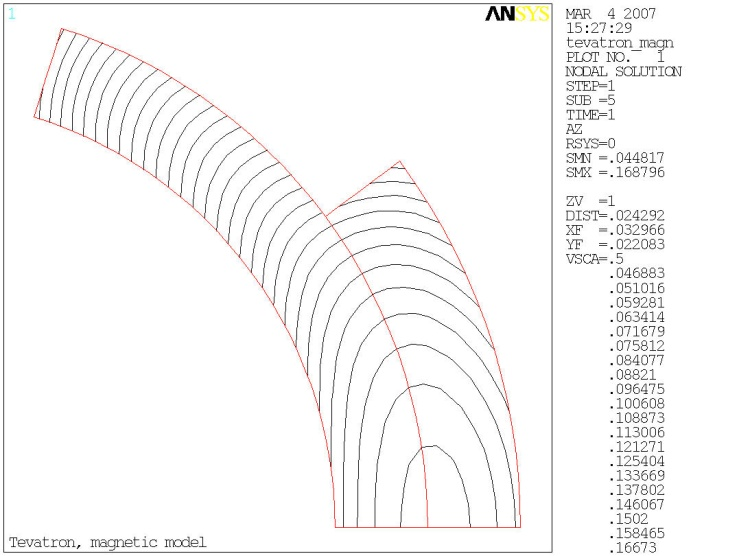 1
ANSYS
MAR 4 2007
15:27:29
tevatron_magn
PLOT NO. 1
NODAL SOLUTION
STEP=1
SUB =5
TIME=1
AZ
RSYS=0
SMN =.044817
SMX =.168796
ZV =1
DIST=.024292
XF =.032966
YF =.022083
VSCA=.5
.046883
.051016
.059281
.063414
.071679
.075812
.084077
.08821
.096475
.100608
.108873
.113006
.121271
.125404
.133669
.137802
.146067
.1502
.158465
.16673
Tevatron, magnetic model